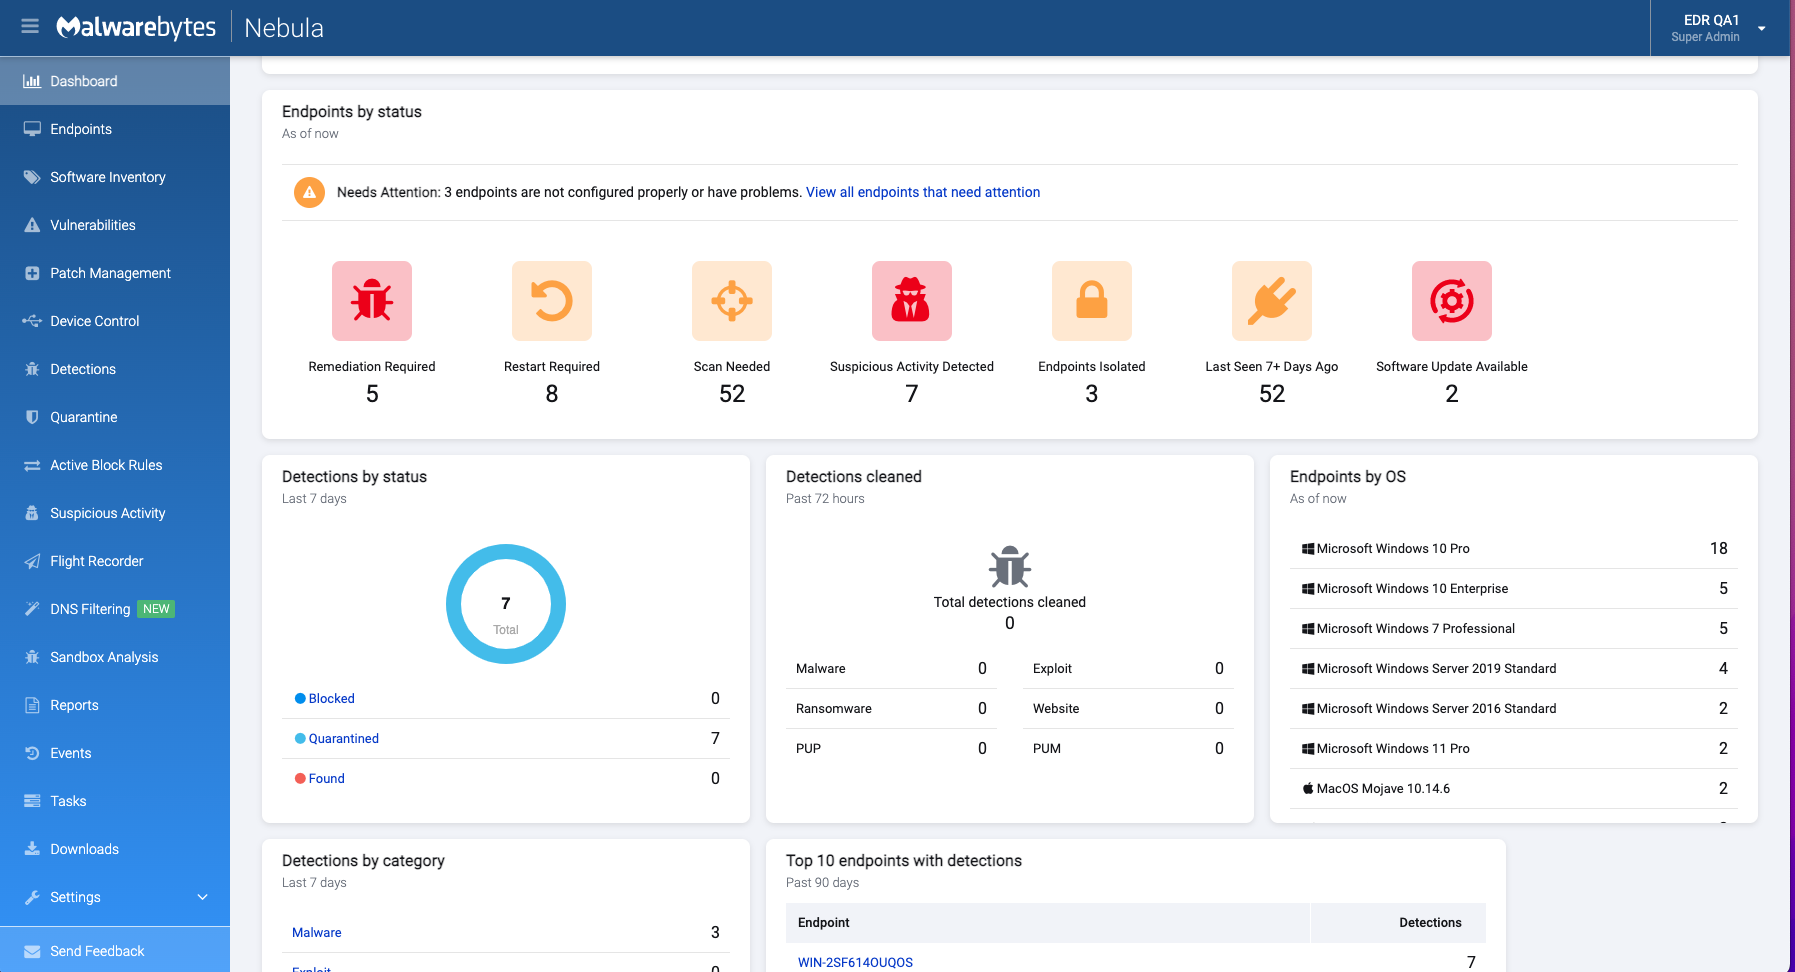 Malwarebytes | Nebula
EDR QA1
Super Admin
Dashboard
Endpoints
Software Inventory
Vulnerabilities
Patch Management
Device Control
Detections
Quarantine
Active Block Rules
Suspicious Activity
Flight Recorder
DNS Filtering NEW
Sandbox Analysis
Reports
Events
Tasks
Downloads
Settings
Send Feedback
Endpoints by status
As of now
Needs Attention: 3 endpoints are not configured properly or have problems. View all endpoints that need attention
Remediation Required
5
Restart Required
8
Scan Needed
52
Suspicious Activity Detected
7
Endpoints Isolated
3
Last Seen 7+ Days Ago
52
Software Update Available
2
Detections by status
Last 7 days
7
Total
Blocked 0
Quarantined 7
Found 0
Detections cleaned
Past 72 hours
Total detections cleaned
0
Malware 0
Exploit 0
Ransomware 0
Website 0
PUP 0
PUM 0
Endpoints by OS
As of now
Microsoft Windows 10 Pro 18
Microsoft Windows 10 Enterprise 5
Microsoft Windows 7 Professional 5
Microsoft Windows Server 2019 Standard 4
Microsoft Windows Server 2016 Standard 2
Microsoft Windows 11 Pro 2
MacOS Mojave 10.14.6 2
Detections by category
Last 7 days
Malware 3
Exploit 0
Top 10 endpoints with detections
Past 90 days
Endpoint Detections
WIN-2SF614OUQOS 7